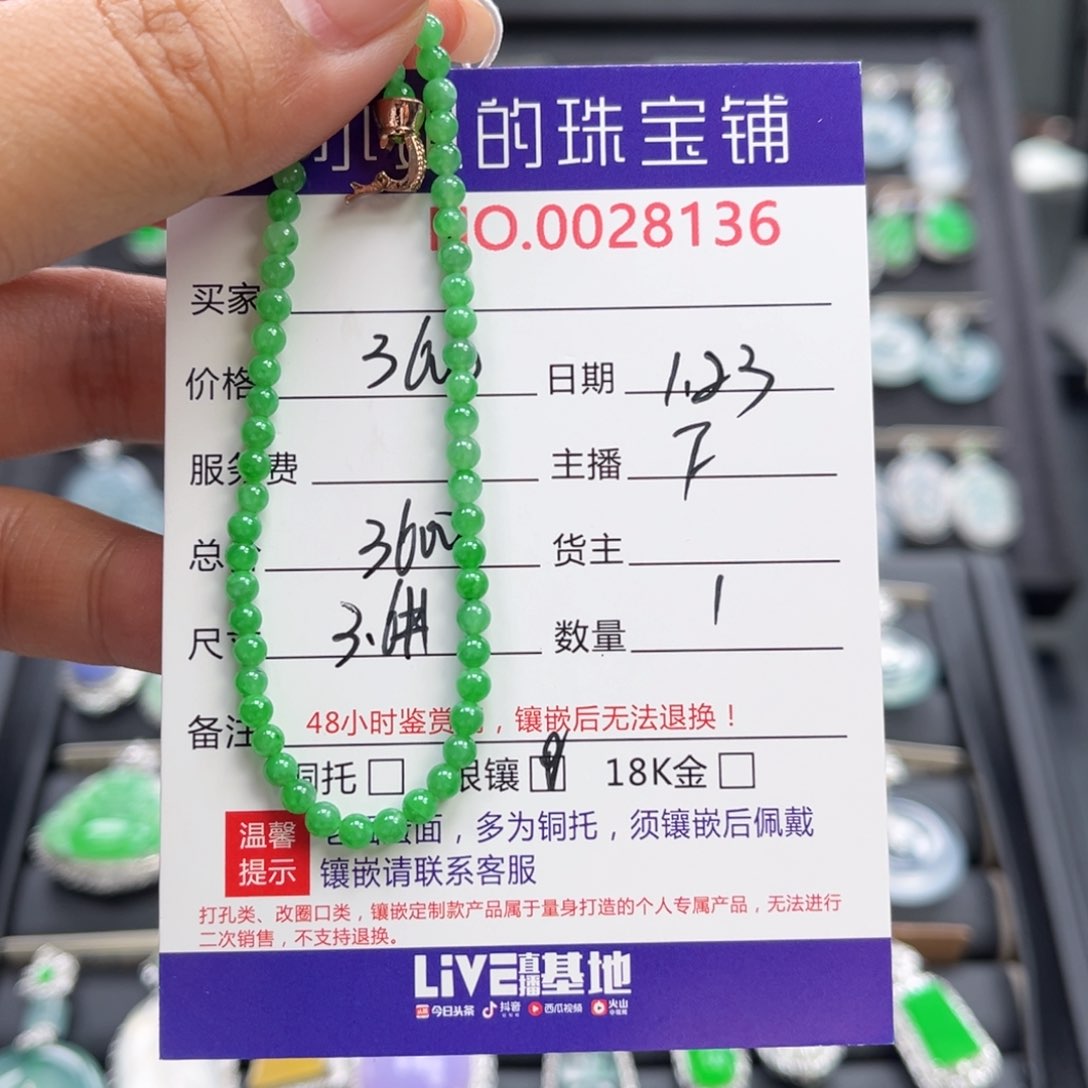 的珠宝铺
NO.0028136
买家
价格 3600 日期 1.23
服务费 主播 F
总 3600 货主
尺 3.6 数量 1
备注 48小时鉴赏，镶嵌后无法退换！
铜托 银镶 18K金
温馨提示 蛋面，多为铜托，须镶嵌后佩戴
镶嵌请联系客服
打孔类、改圈口类，镶嵌定制款产品属于量身打造的个人专属产品，无法进行
二次销售，不支持退换。
LiVE直播基地
今日头条 抖音 西瓜视频 火山